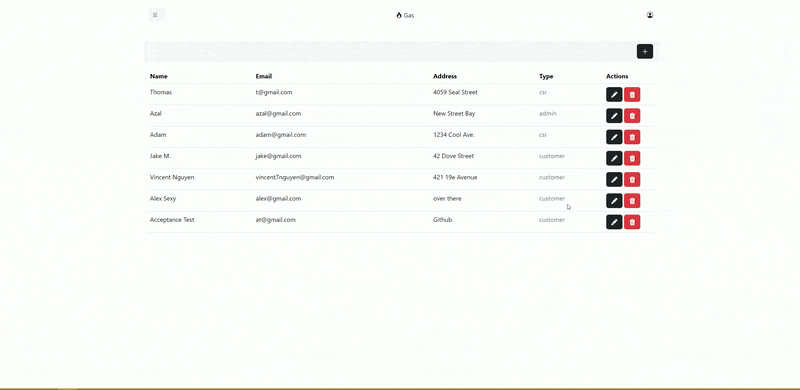 Gas
+
Name Email Address Type Actions
Thomas t@gmail.com 4059 Seal Street csr
Azal azal@gmail.com New Street Bay admin
Adam adam@gmail.com 1234 Cool Ave. csr
Jake M. jake@gmail.com 42 Dove Street customer
Vincent Nguyen vincent7nguyen@gmail.com 421 19e Avenue customer
Alex Sexy alex@gmail.com over there customer
Acceptance Test at@gmail.com Github customer